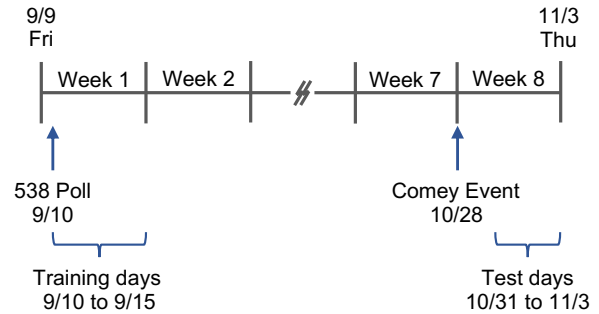 9/9
Fri
11/3
Thu
Week 1
Week 2
Week 7
Week 8
538 Poll
9/10
Comey Event
10/28
Training days
9/10 to 9/15
Test days
10/31 to 11/3